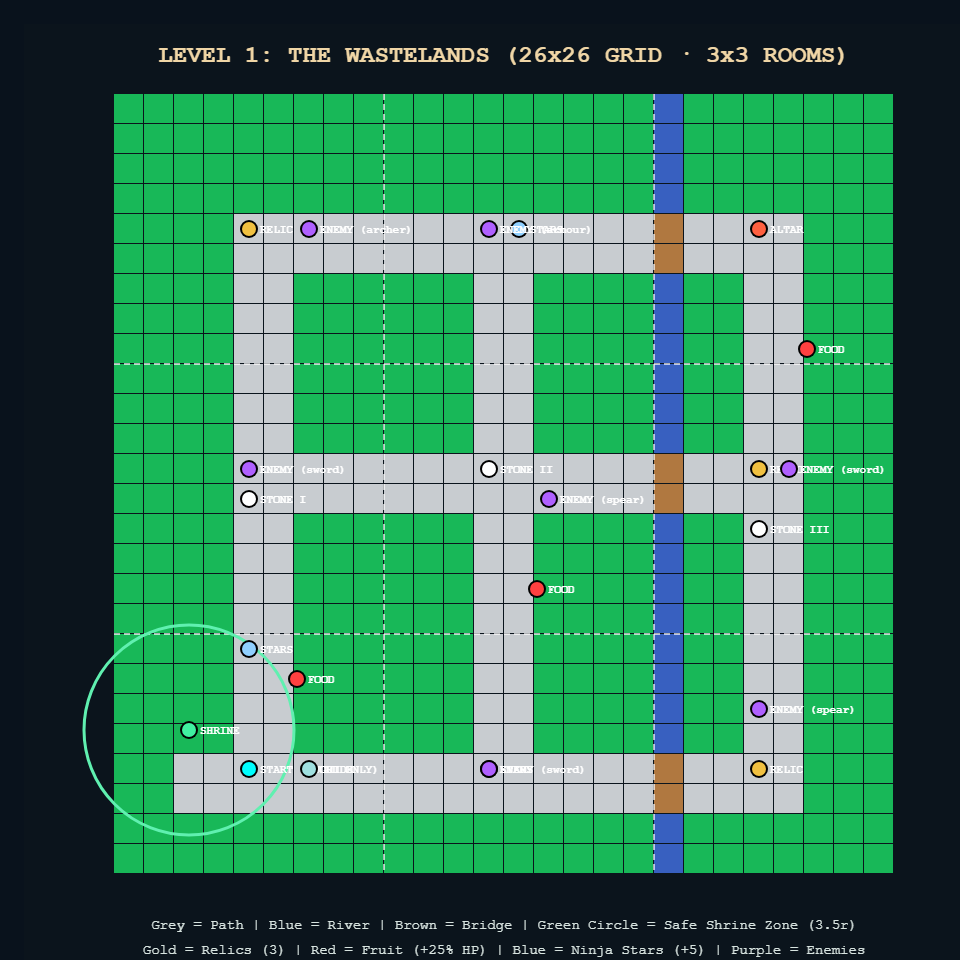 LEVEL 1: THE WASTELANDS (26x26 GRID · 3x3 ROOMS)
RELIC ENEMY (archer) ALTAR
FOOD
ENEMY (sword) STONE II ENEMY (sword)
STONE I ENEMY (spear)
STONE III
FOOD
STARS
FOOD
ENEMY (spear)
SHRINE
START (sword) RELIC
Grey = Path | Blue = River | Brown = Bridge | Green Circle = Safe Shrine Zone (3.5r)
Gold = Relics (3) | Red = Fruit (+25% HP) | Blue = Ninja Stars (+5) | Purple = Enemies